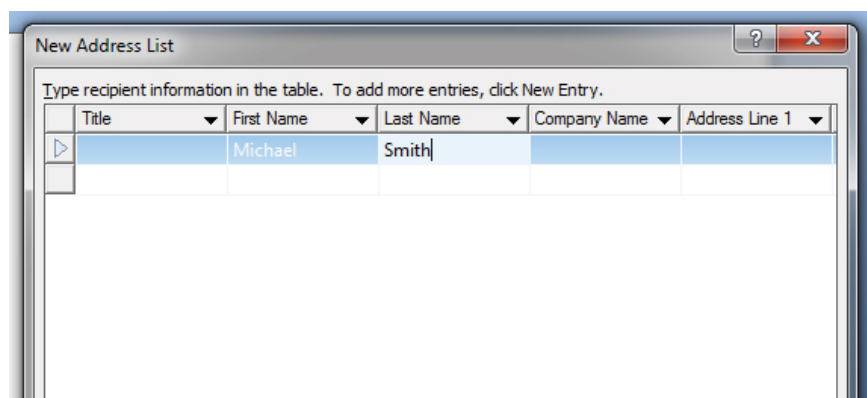 New Address List
?
X
Type recipient information in the table. To add more entries, click New Entry.
Title First Name Last Name Company Name Address Line 1
Michael Smith